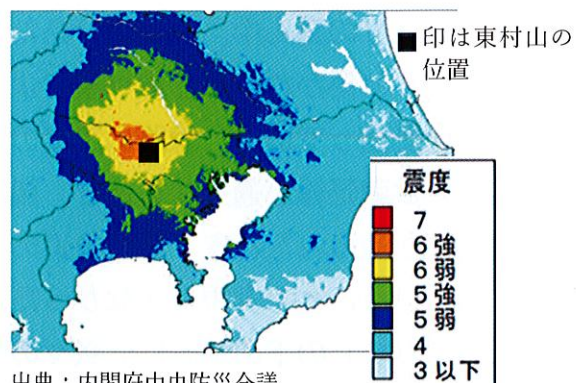 ■印は東村山の
位置
震度
7
6強
6弱
5強
5弱
4
3以下
出典：内閣府中央防災会議